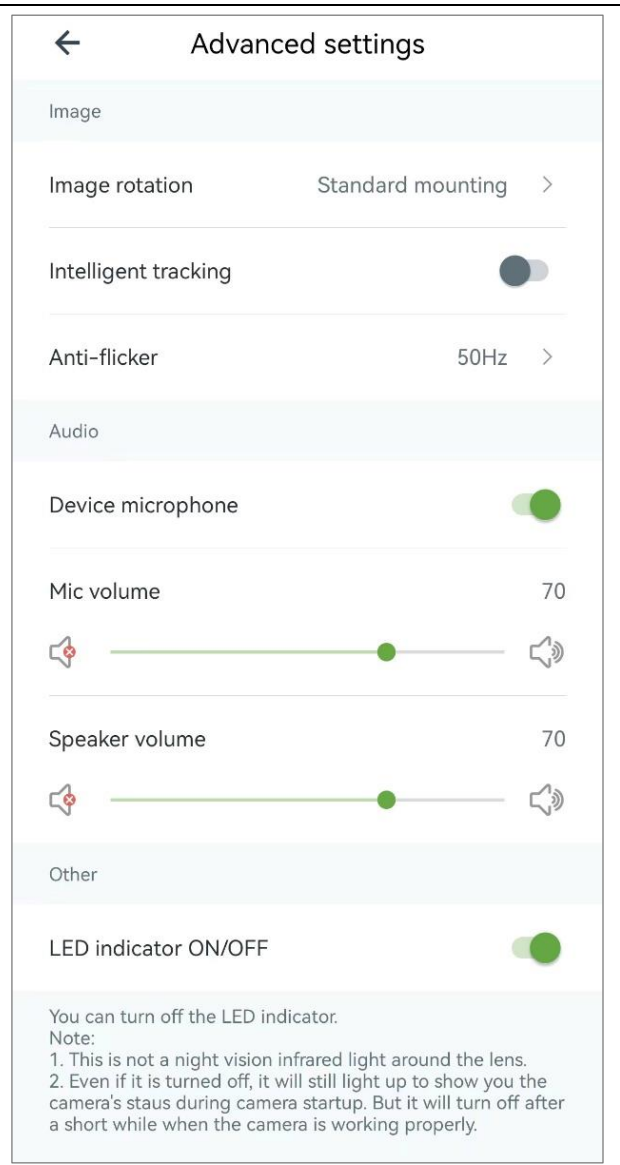 Advanced settings
Image
Image rotation Standard mounting
Intelligent tracking
Anti-flicker 50Hz
Audio
Device microphone
Mic volume 70
Speaker volume 70
Other
LED indicator ON/OFF
You can turn off the LED indicator.
Note:
1. This is not a night vision infrared light around the lens.
2. Even if it is turned off, it will still light up to show you the
camera's staus during camera startup. But it will turn off after
a short while when the camera is working properly.